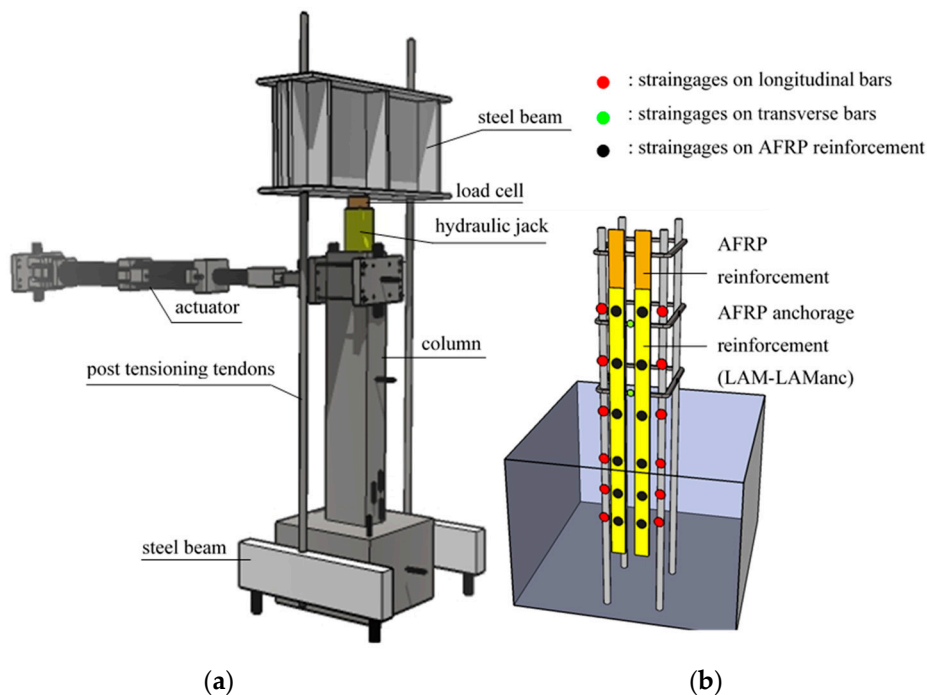 steel beam
load cell
hydraulic jack
actuator
column
post tensioning tendons
steel beam
: straingages on longitudinal bars
: straingages on transverse bars
: straingages on AFRP reinforcement
AFRP
reinforcement
AFRP anchorage
reinforcement
(LAM-LAManc)
(a)
(b)